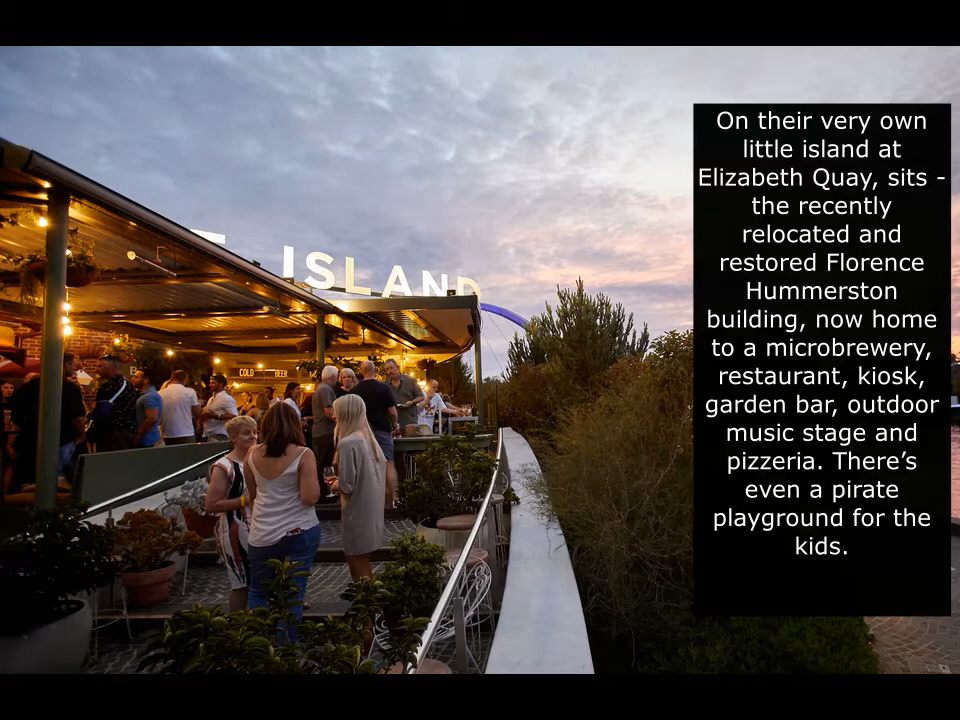 ISLAND
COLD BEER
On their very own
little island at
Elizabeth Quay, sits -
the recently
relocated and
restored Florence
Hummerston
building, now home
to a microbrewery,
restaurant, kiosk,
garden bar, outdoor
music stage and
pizzeria. There’s
even a pirate
playground for the
kids.